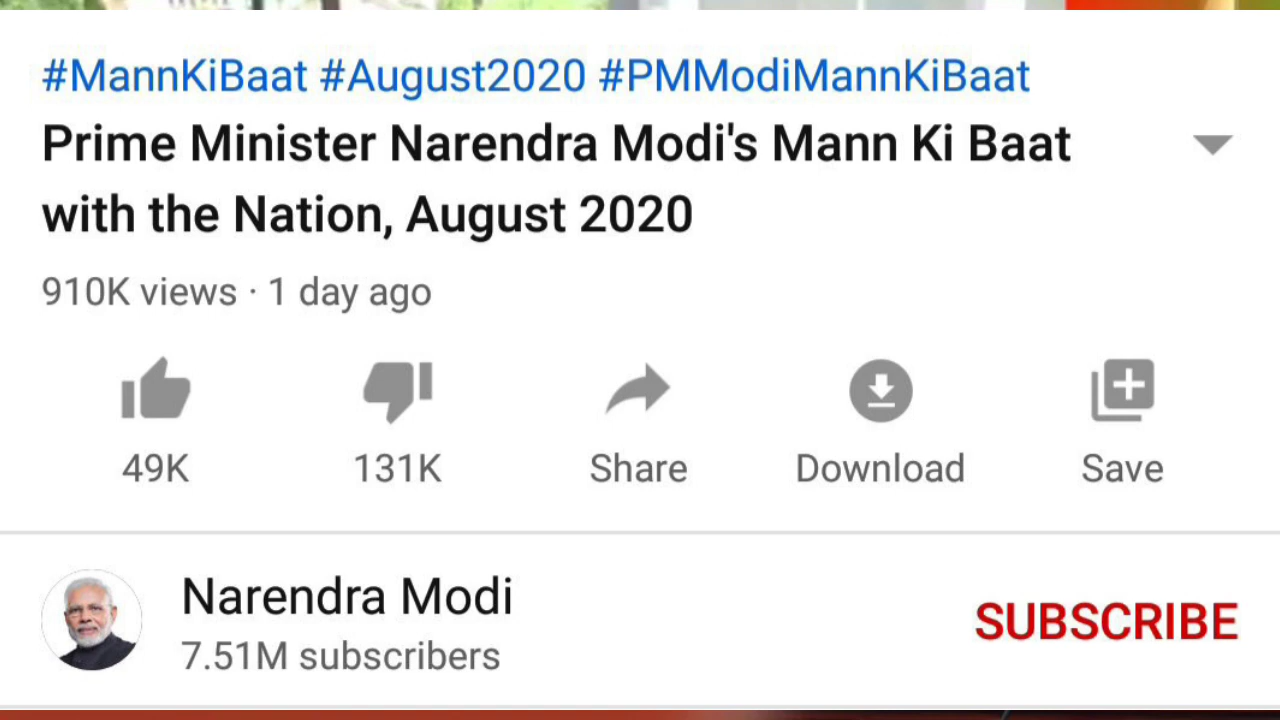 #MannKiBaat #August2020 #PMModiMannKiBaat
Prime Minister Narendra Modi's Mann Ki Baat
with the Nation, August 2020
910K views · 1 day ago
49K 131K Share Download Save
Narendra Modi
7.51M subscribers
SUBSCRIBE